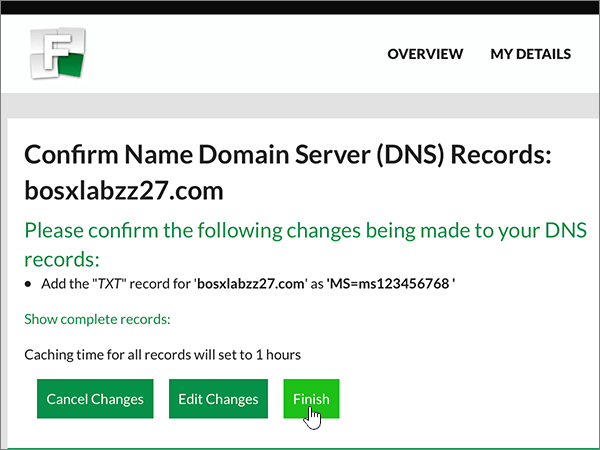 F
OVERVIEW MY DETAILS
Confirm Name Domain Server (DNS) Records:
bosxlabzz27.com
Please confirm the following changes being made to your DNS
records:
• Add the "TXT" record for 'bosxlabzz27.com' as 'MS=ms123456768 '
Show complete records:
Caching time for all records will set to 1 hours
Cancel Changes Edit Changes Finish